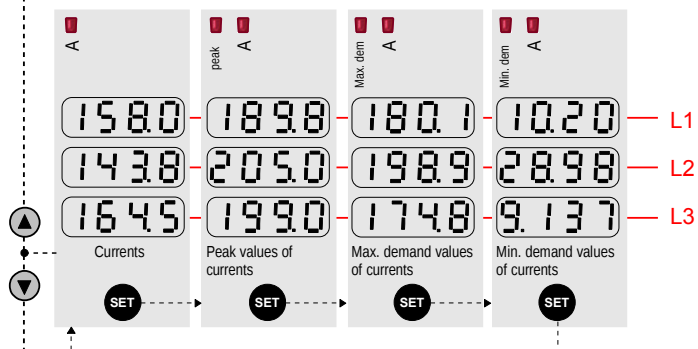 A
peak A
Max. dem A
Min. dem A
158.0 189.8 180.1 10.20 L1
143.8 205.0 198.9 28.98 L2
164.5 199.0 174.8 9.137 L3
Currents
Peak values of
currents
Max. demand values
of currents
Min. demand values
of currents
SET SET SET SET